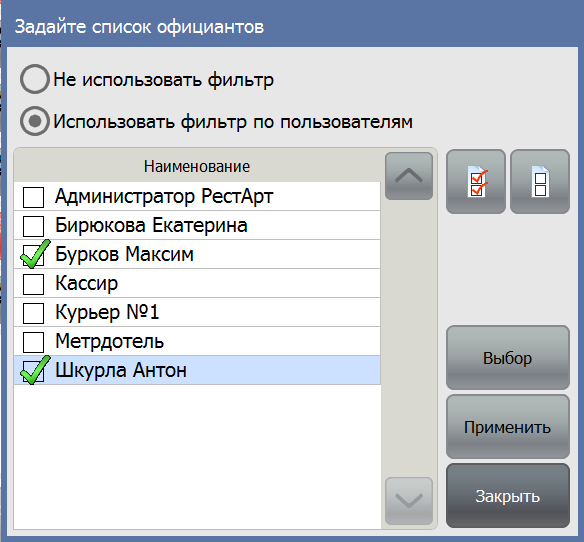 Задайте список официантов
Не использовать фильтр
Использовать фильтр по пользователям
Наименование
Администратор РестАрт
Бирюкова Екатерина
Бурков Максим
Кассир
Курьер №1
Метрдотель
Шкурла Антон
Выбор
Применить
Закрыть